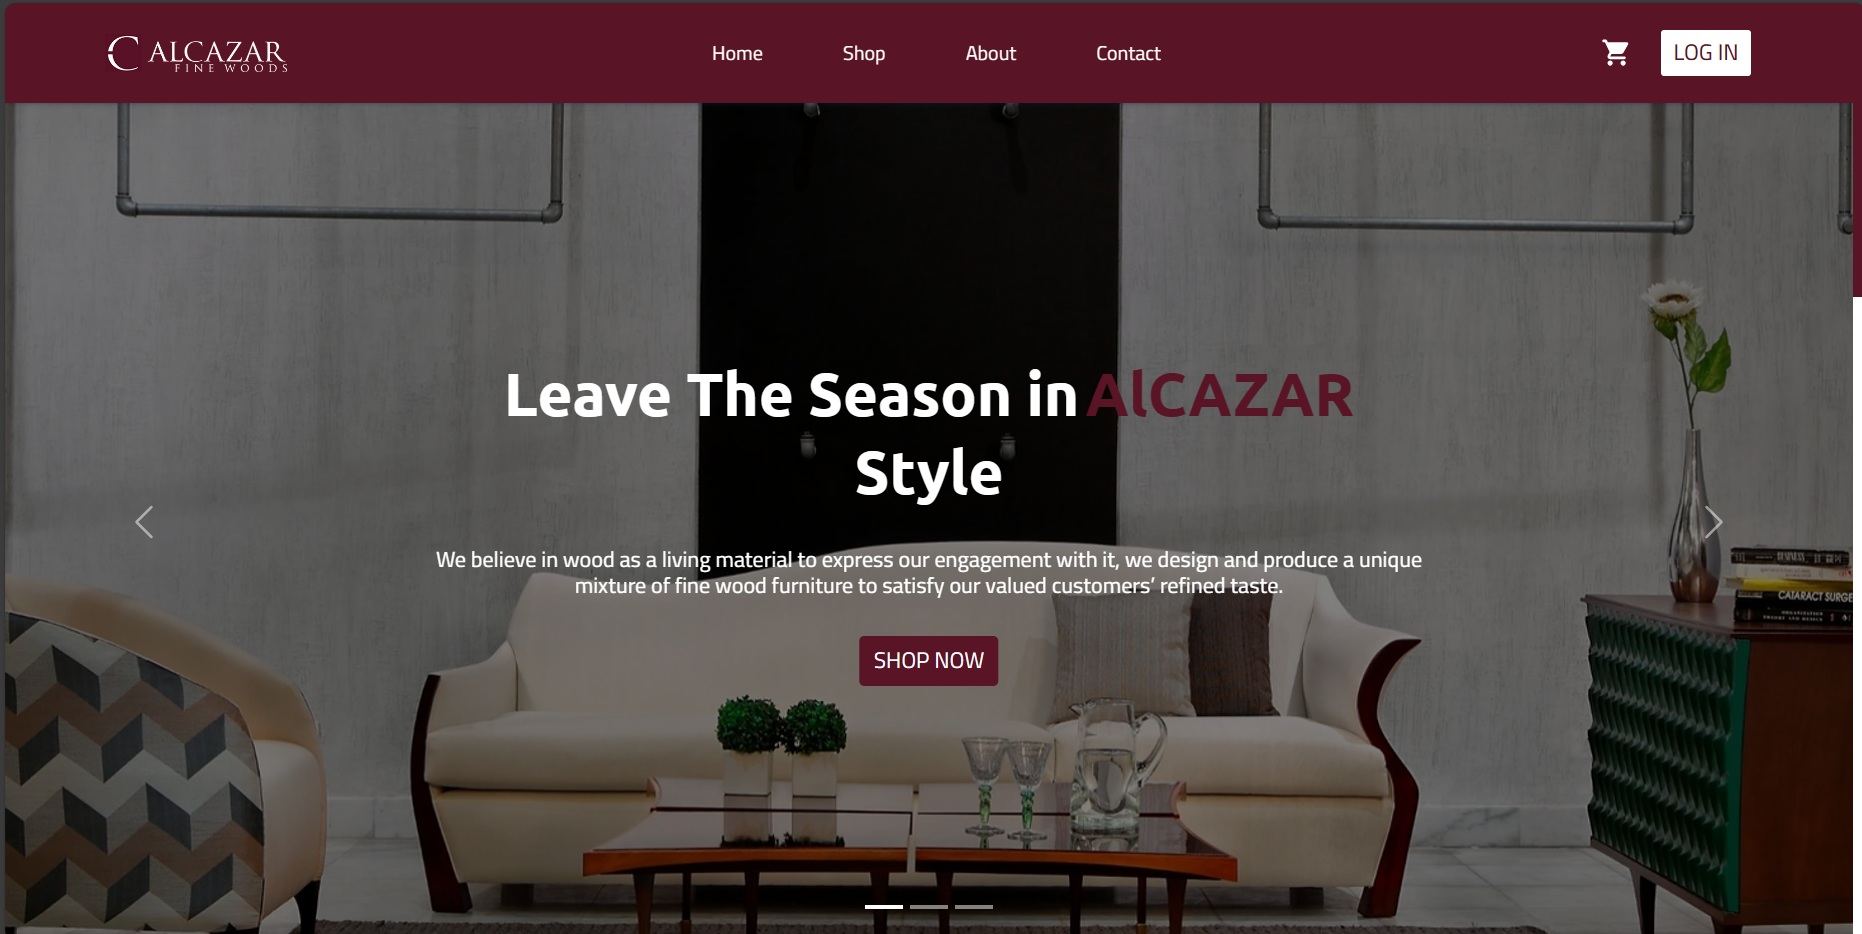 ALCAZAR
FINE WOODS
Home
Shop
About
Contact
LOG IN
Leave The Season in AlCAZAR
Style
We believe in wood as a living material to express our engagement with it, we design and produce a unique
mixture of fine wood furniture to satisfy our valued customers’ refined taste.
CATARACT SURGE
SHOP NOW